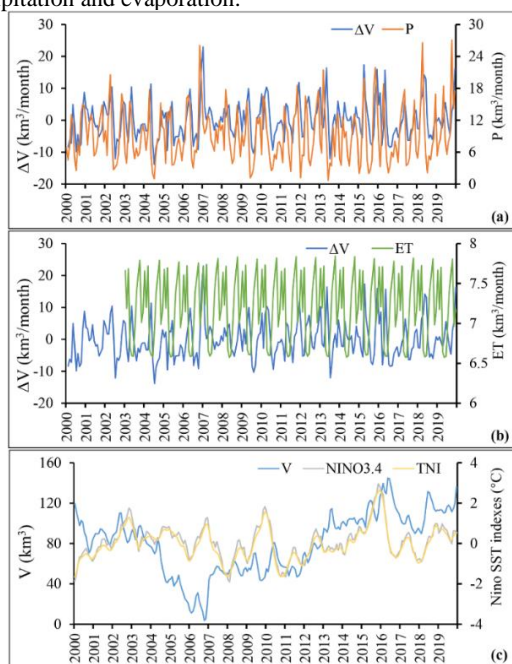 pitation and evaporation.
ΔV P
ΔV (km³/month)
30
20
10
0
-10
-20
P (km³/month)
30
24
18
12
6
0
2000 2001 2002 2003 2004 2005 2006 2007 2008 2009 2010 2011 2012 2013 2014 2015 2016 2017 2018 2019
(a)
ΔV ET
ΔV (km³/month)
30
20
10
0
-10
-20
ET (km³/month)
8
7.5
7
6.5
6
2000 2001 2002 2003 2004 2005 2006 2007 2008 2009 2010 2011 2012 2013 2014 2015 2016 2017 2018 2019
(b)
V NINO3.4 TNI
V (km³)
160
120
80
40
0
Nino SST indexes (°C)
4
2
0
-2
-4
2000 2001 2002 2003 2004 2005 2006 2007 2008 2009 2010 2011 2012 2013 2014 2015 2016 2017 2018 2019
(c)